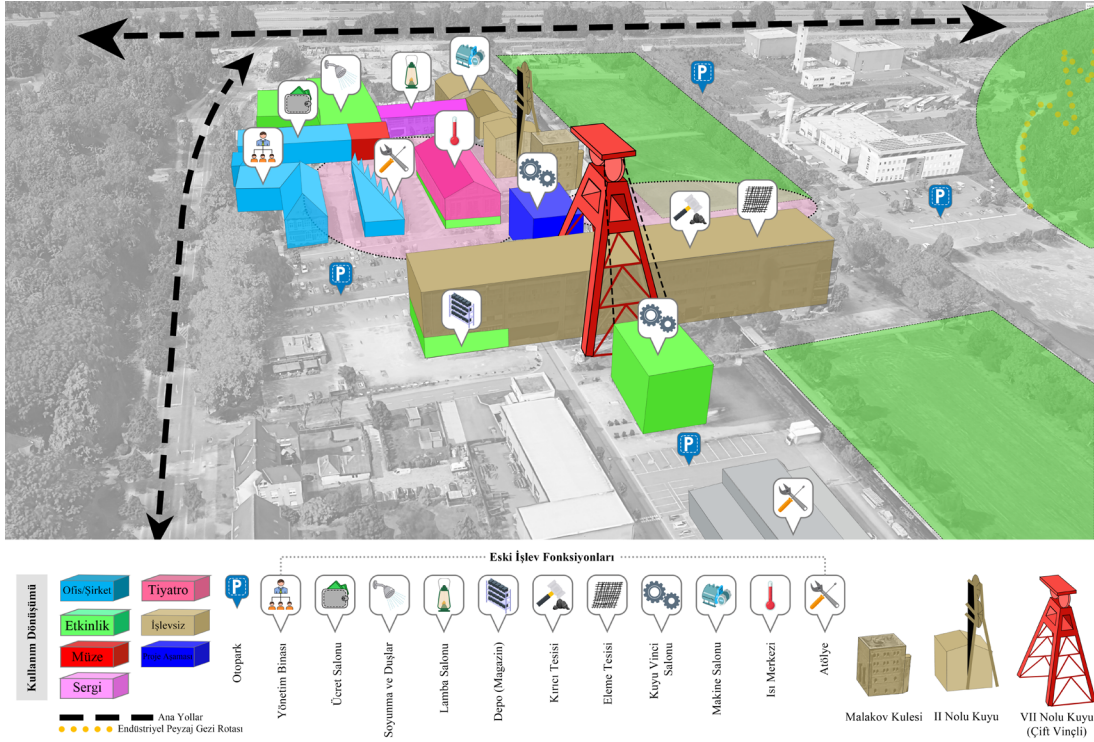 P
P
P
P
Eski İşlev Fonksiyonları
Kullanım Dönüşümü
Ofis/Şirket
Tiyatro
Etkinlik
İşlevsiz
Müze
Sergi
Ana Yollar
Endüstriyel Peyzaj Gezi Rotası
P
Otopark
Yönetim Binası
Ücret Salonu
Soyunma ve Duşlar
Lamba Salonu
Depo (Magazin)
Kırıcı Tesisi
Eleme Tesisi
Kuyu Vinci
Salonu
Makine Salonu
Isı Merkezi
Atölye
Malakov Kulesi
II Nolu Kuyu
VII Nolu Kuyu
(Çift Vinçli)